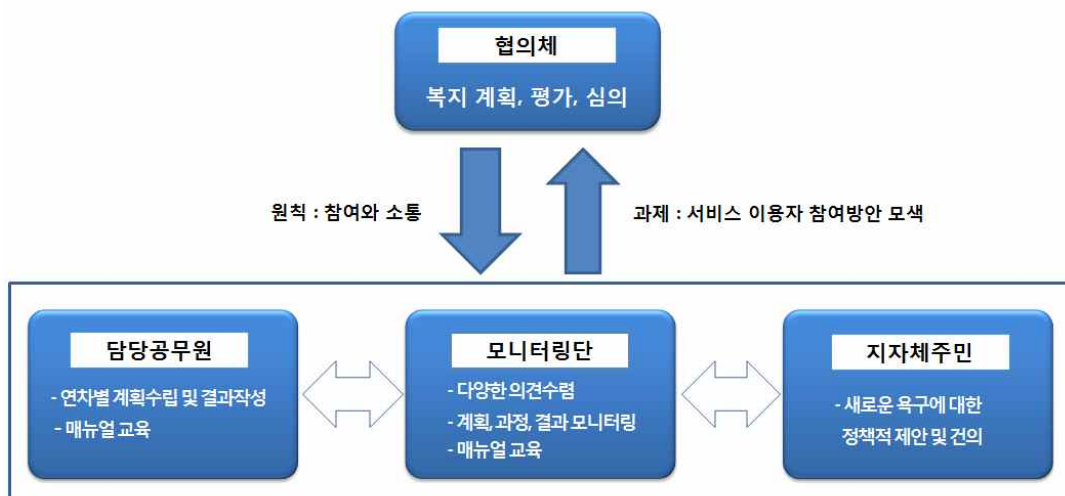 협의체
복지 계획, 평가, 심의
원칙 : 참여와 소통
과제 : 서비스 이용자 참여방안 모색
담당공무원
- 연차별 계획수립 및 결과작성
- 매뉴얼 교육
모니터링단
- 다양한 의견수렴
- 계획, 과정, 결과 모니터링
- 매뉴얼 교육
지자체주민
- 새로운 욕구에 대한
정책적 제안 및 건의